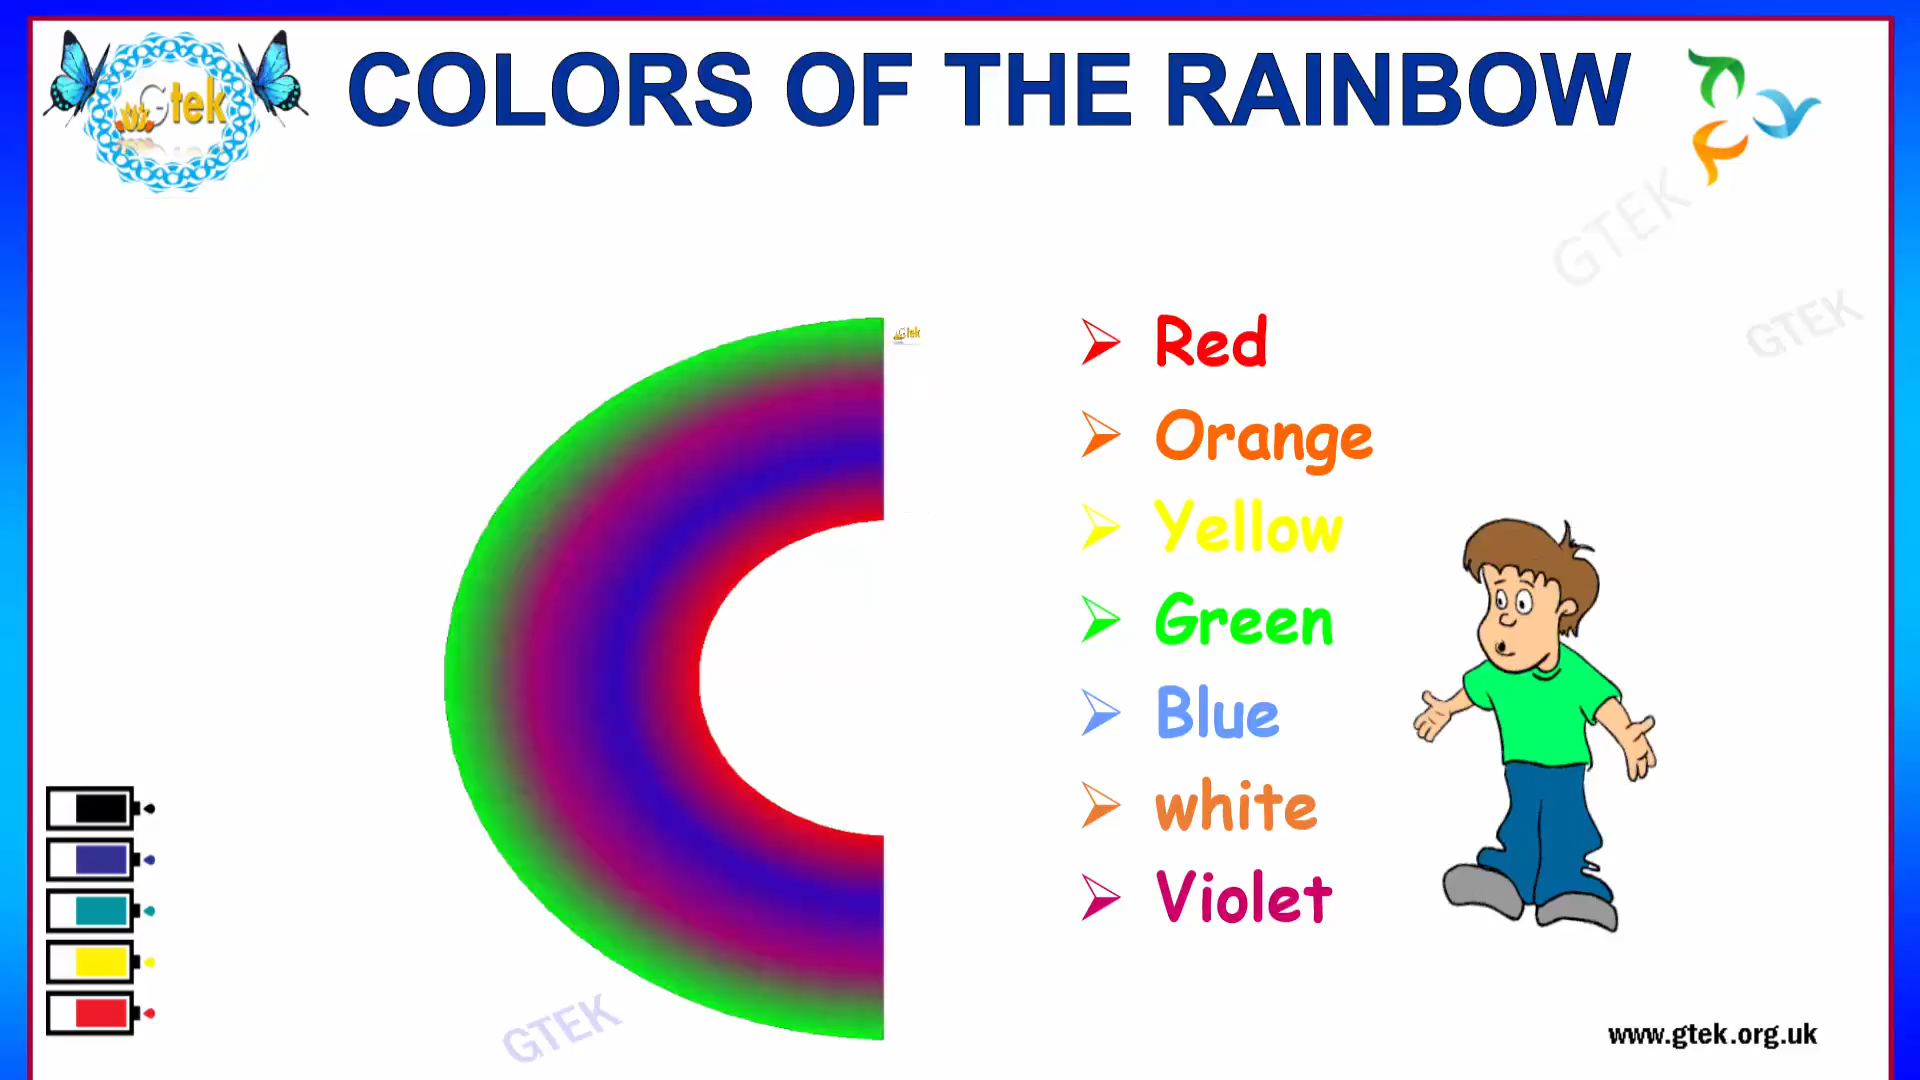 Gtek
COLORS OF THE RAINBOW
GTEK
GTEK
Gtek
Red
Orange
Yellow
Green
Blue
white
Violet
GTEK
www.gtek.org.uk